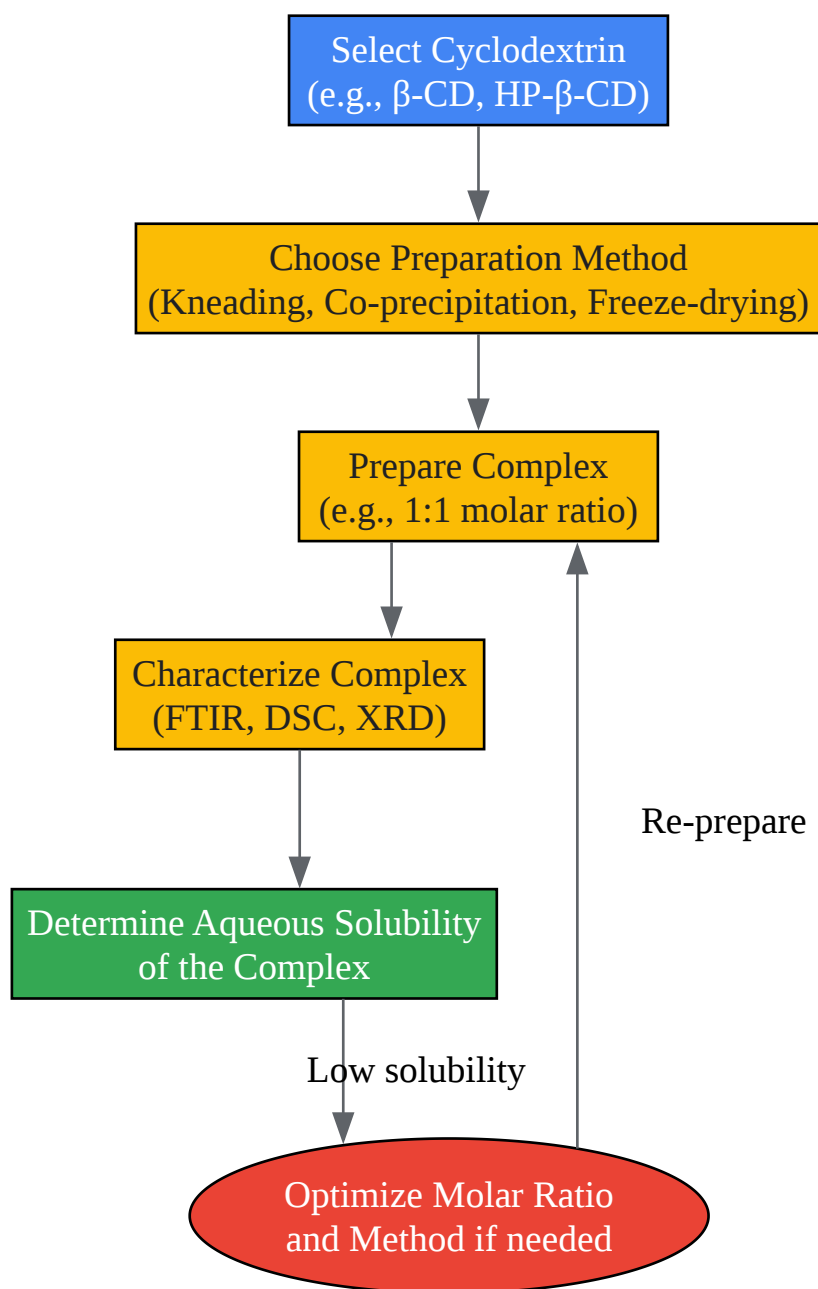 Select Cyclodextrin
(e.g., β-CD, HP-β-CD)
Choose Preparation Method
(Kneading, Co-precipitation, Freeze-drying)
Prepare Complex
(e.g., 1:1 molar ratio)
Characterize Complex
(FTIR, DSC, XRD)
Re-prepare
Determine Aqueous Solubility
of the Complex
Low solubility
Optimize Molar Ratio
and Method if needed